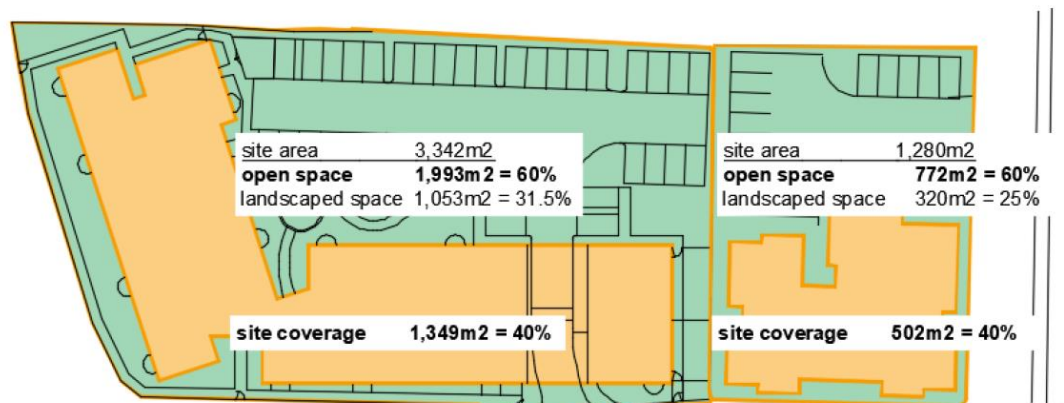 site area 3,342m2
open space 1,993m2 = 60%
landscaped space 1,053m2 = 31.5%
site coverage 1,349m2 = 40%
site area 1,280m2
open space 772m2 = 60%
landscaped space 320m2 = 25%
site coverage 502m2 = 40%